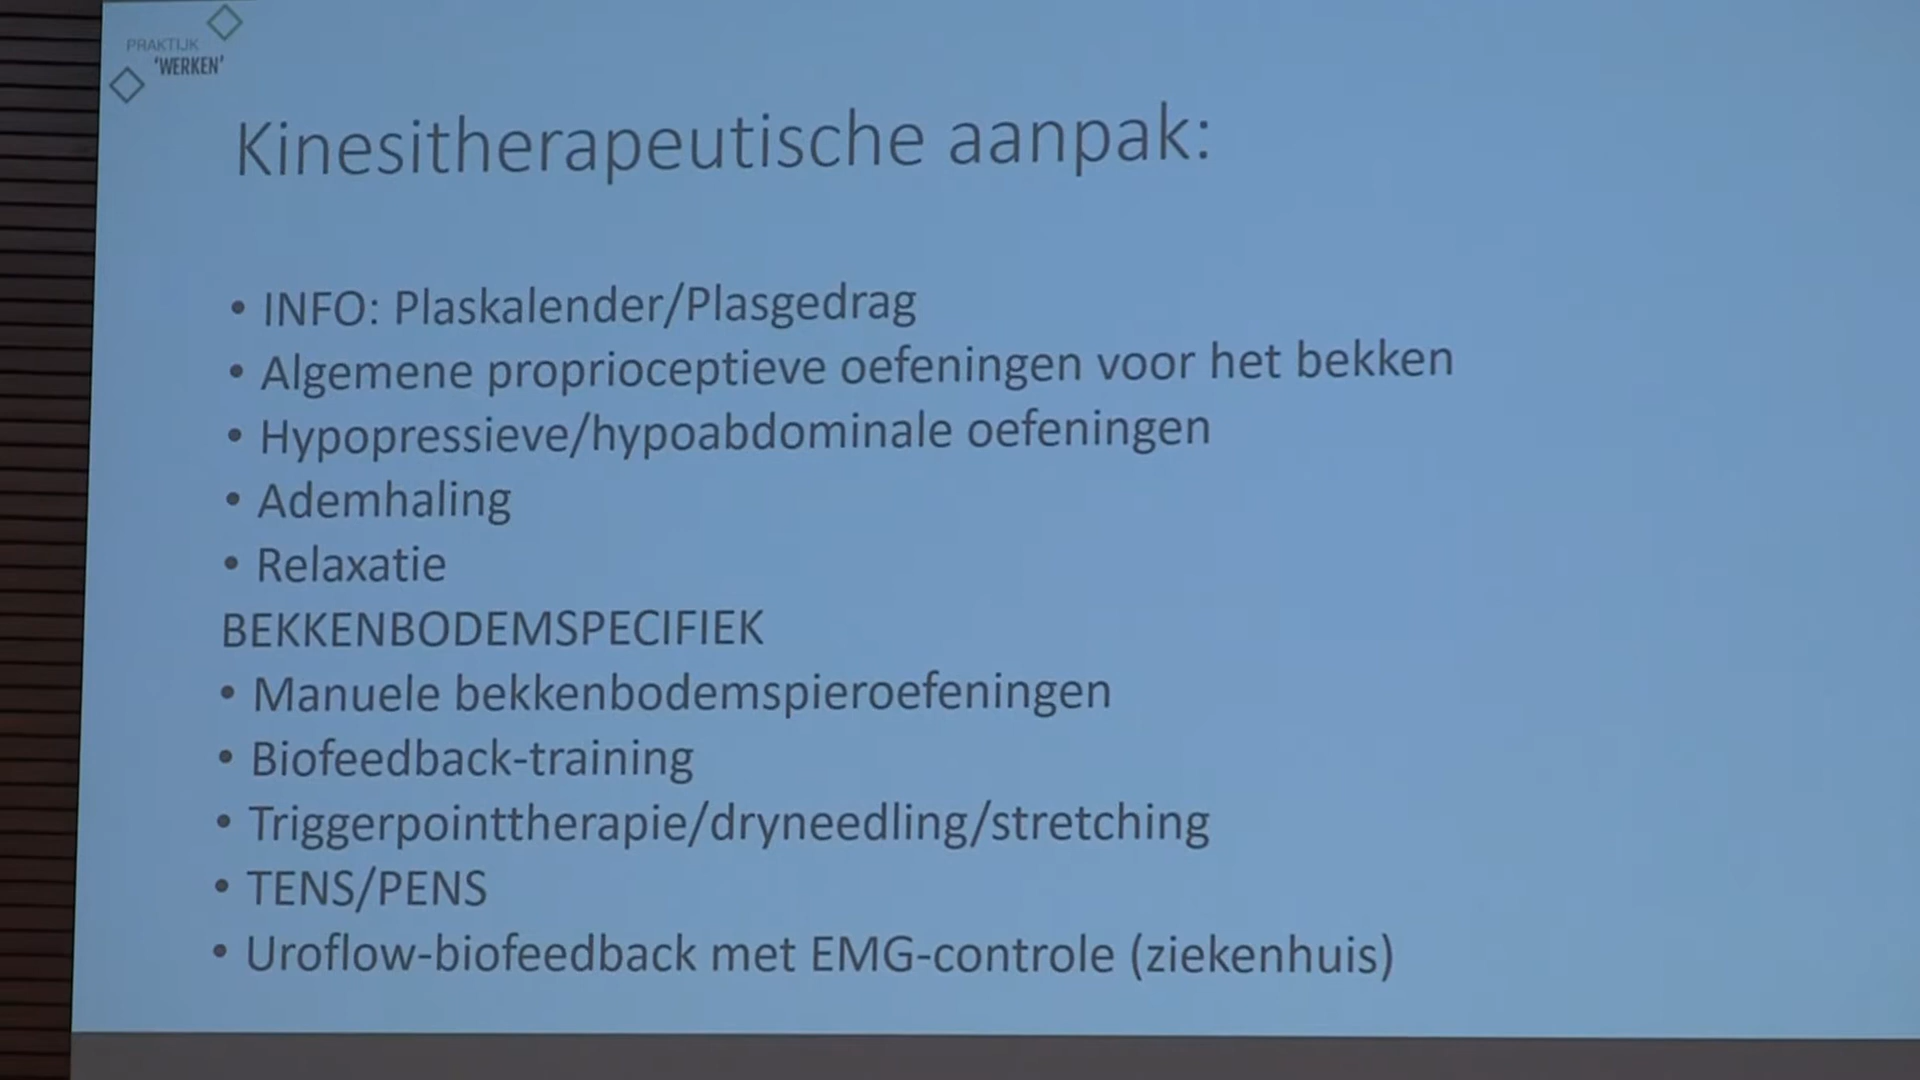 PRAKTIJK
'WERKEN'
Kinesitherapeutische aanpak:
• INFO: Plaskalender/Plasgedrag
• Algemene proprioceptieve oefeningen voor het bekken
• Hypopressieve/hypoabdominale oefeningen
• Ademhaling
• Relaxatie
BEKKENBODEMSPECIFIEK
• Manuele bekkenbodemspieroefeningen
• Biofeedback-training
• Triggerpointtherapie/dryneedling/stretching
• TENS/PENS
• Uroflow-biofeedback met EMG-controle (ziekenhuis)